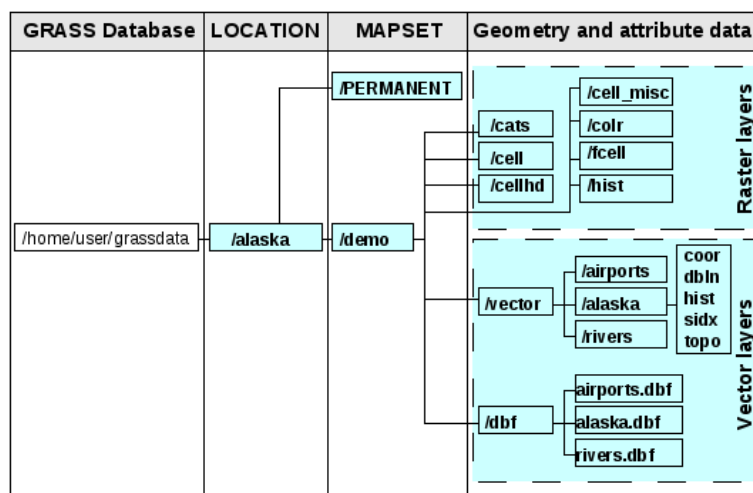 GRASS Database
LOCATION
MAPSET
Geometry and attribute data
/PERMANENT
/cell_misc
/cats
/colr
/cell
/fcell
/cellhd
/hist
Raster layers
/home/user/grassdata
/alaska
/demo
/vector
/airports
/alaska
/rivers
coor
dbln
hist
sidx
topo
/dbf
airports.dbf
alaska.dbf
rivers.dbf
Vector layers